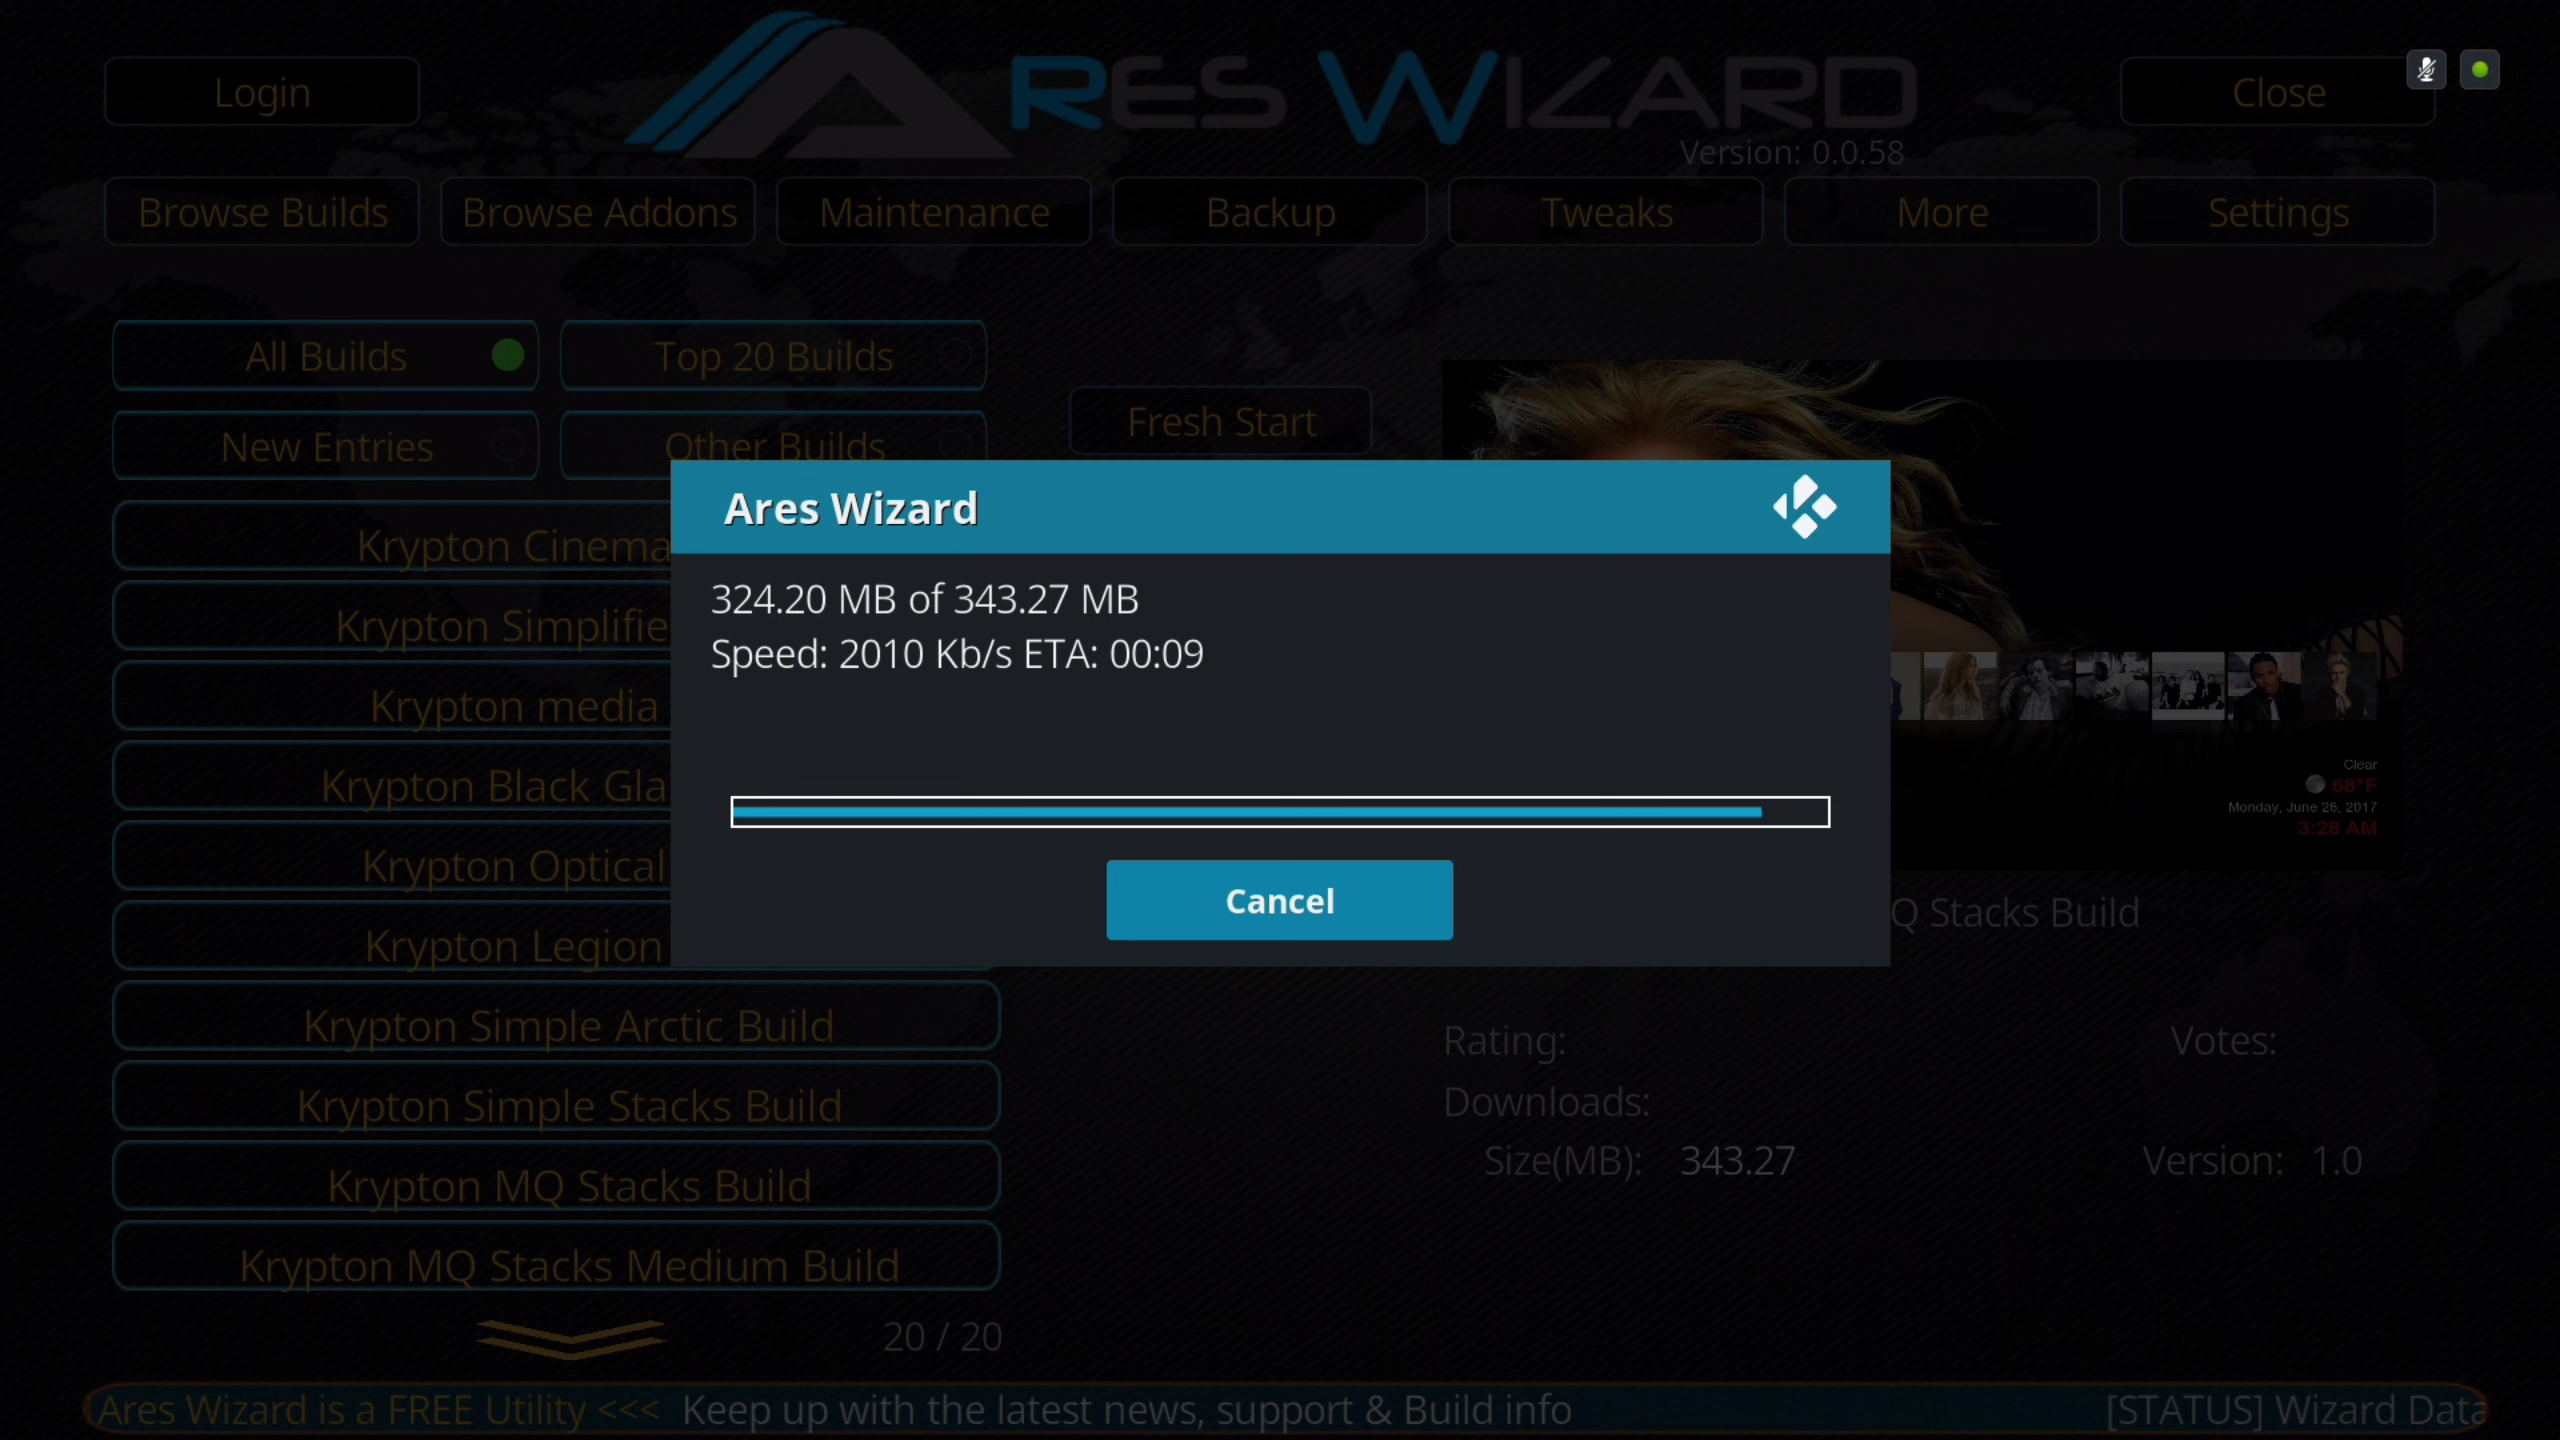 Login
ARES WIZARD
Close
Version: 0.0.58
Browse Builds
Browse Addons
Maintenance
Backup
Tweaks
More
Settings
All Builds
Top 20 Builds
New Entries
Other Builds
Fresh Start
Ares Wizard
324.20 MB of 343.27 MB
Speed: 2010 Kb/s ETA: 00:09
Cancel
Krypton Cinema
Krypton Simplifie
Krypton media
Krypton Black Gla
Krypton Optical
Krypton Legion
Krypton Simple Arctic Build
Krypton Simple Stacks Build
Krypton MQ Stacks Build
Krypton MQ Stacks Medium Build
20 / 20
Clear
68°F
Monday, June 26, 2017
3:28 AM
Q Stacks Build
Rating:
Votes:
Downloads:
Size(MB): 343.27
Version: 1.0
Ares Wizard is a FREE Utility <<< Keep up with the latest news, support & Build info
[STATUS] Wizard Data